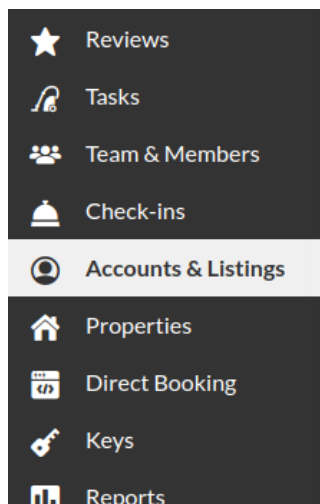 Reviews
Tasks
Team & Members
Check-ins
Accounts & Listings
Properties
Direct Booking
Keys
Reports